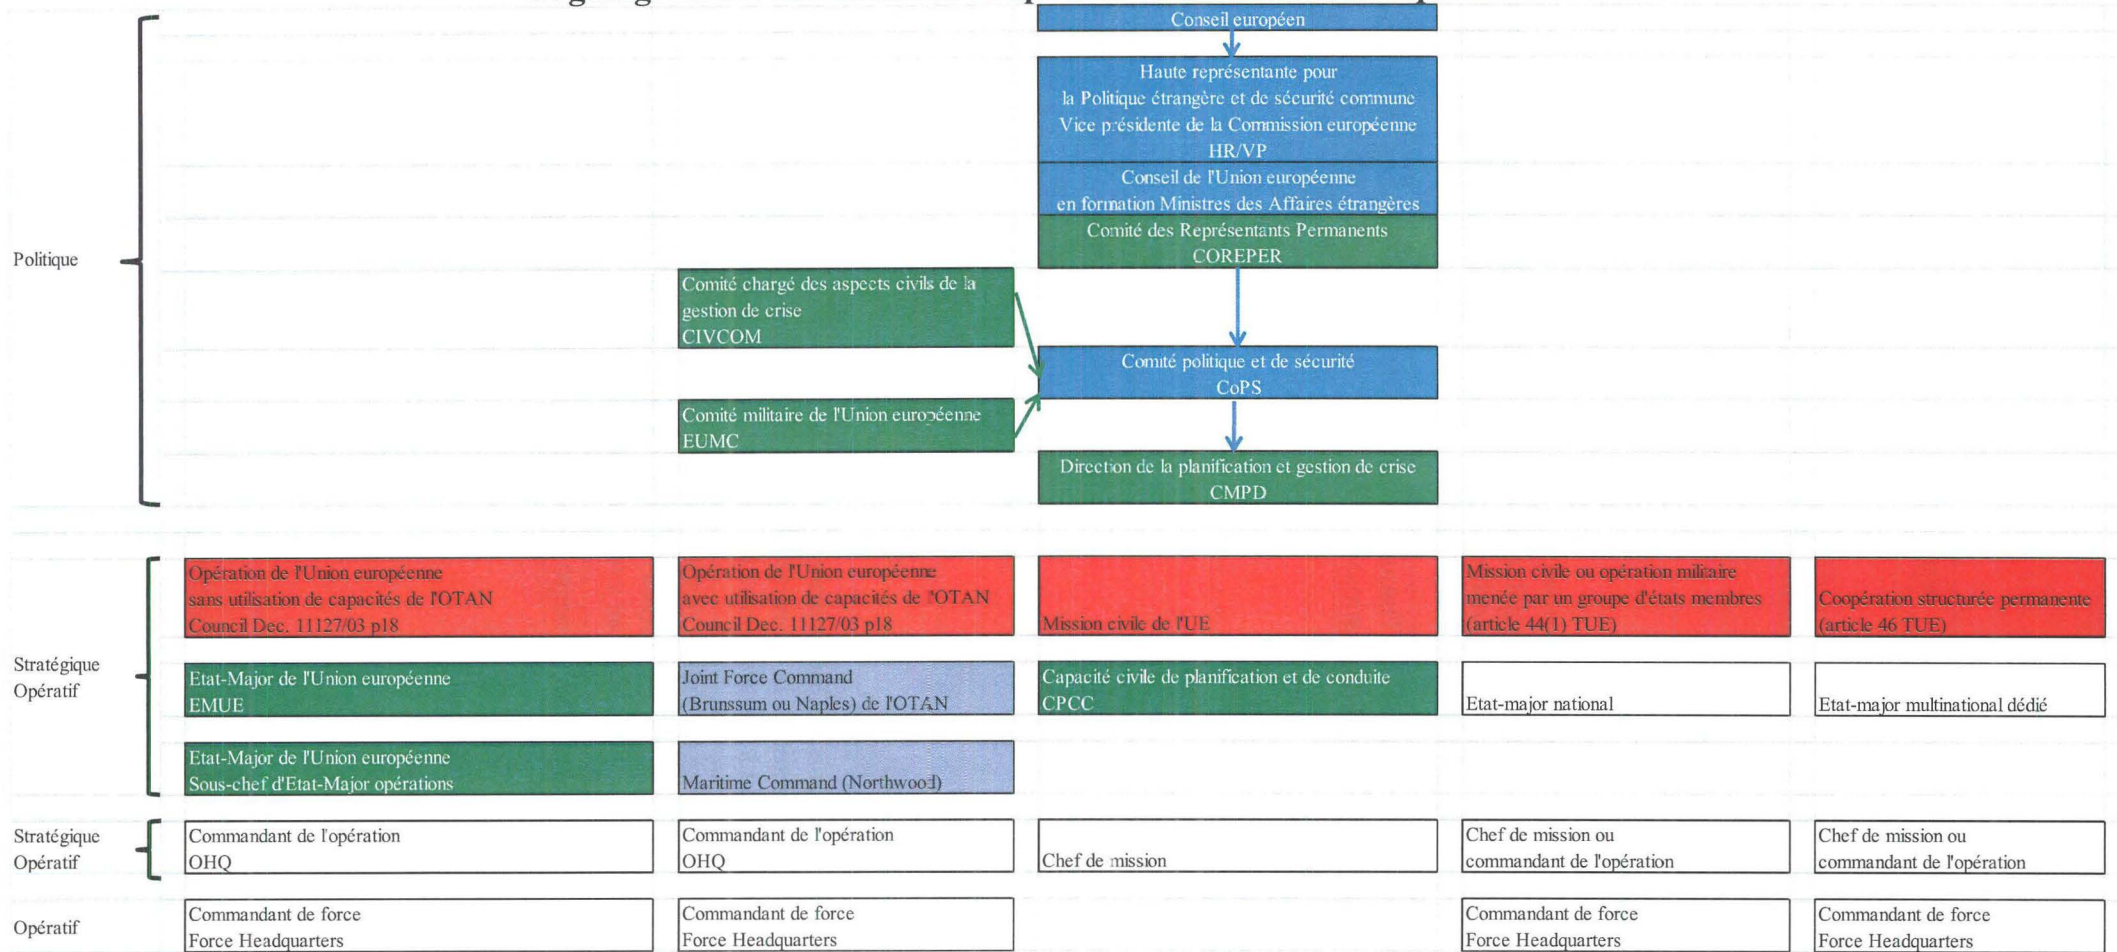 Conseil européen
Haute représentante pour
la Politique étrangère et de sécurité commune
Vice présidente de la Commission européenne
HR/VP
Conseil de l'Union européenne
en formation Ministres des Affaires étrangères
Comité des Représentants Permanents
COREPER
Politique
Comité chargé des aspects civils de la
gestion de crise
CIVCOM
Comité politique et de sécurité
CoPS
Comité militaire de l'Union européenne
EUMC
Direction de la planification et gestion de crise
CMPD
Opération de l'Union européenne
sans utilisation de capacités de l'OTAN
Council Dec. 11127/03 p18
Opération de l'Union européenne
avec utilisation de capacités de l'OTAN
Council Dec. 11127/03 p18
Mission civile de l'UE
Mission civile ou opération militaire
menée par un groupe d'états membres
(article 44(1) TUE)
Coopération structurée permanente
(article 46 TUE)
Stratégique
Opératif
Etat-Major de l'Union européenne
EMUE
Joint Force Command
(Brunssum ou Naples) de l'OTAN
Capacité civile de planification et de conduite
CPCC
Etat-major national
Etat-major multinational dédié
Etat-Major de l'Union européenne
Sous-chef d'Etat-Major opérations
Maritime Command (Northwood)
Stratégique
Opératif
Commandant de l'opération
OHQ
Commandant de l'opération
OHQ
Chef de mission
Chef de mission ou
commandant de l'opération
Chef de mission ou
commandant de l'opération
Opératif
Commandant de force
Force Headquarters
Commandant de force
Force Headquarters
Commandant de force
Force Headquarters
Commandant de force
Force Headquarters